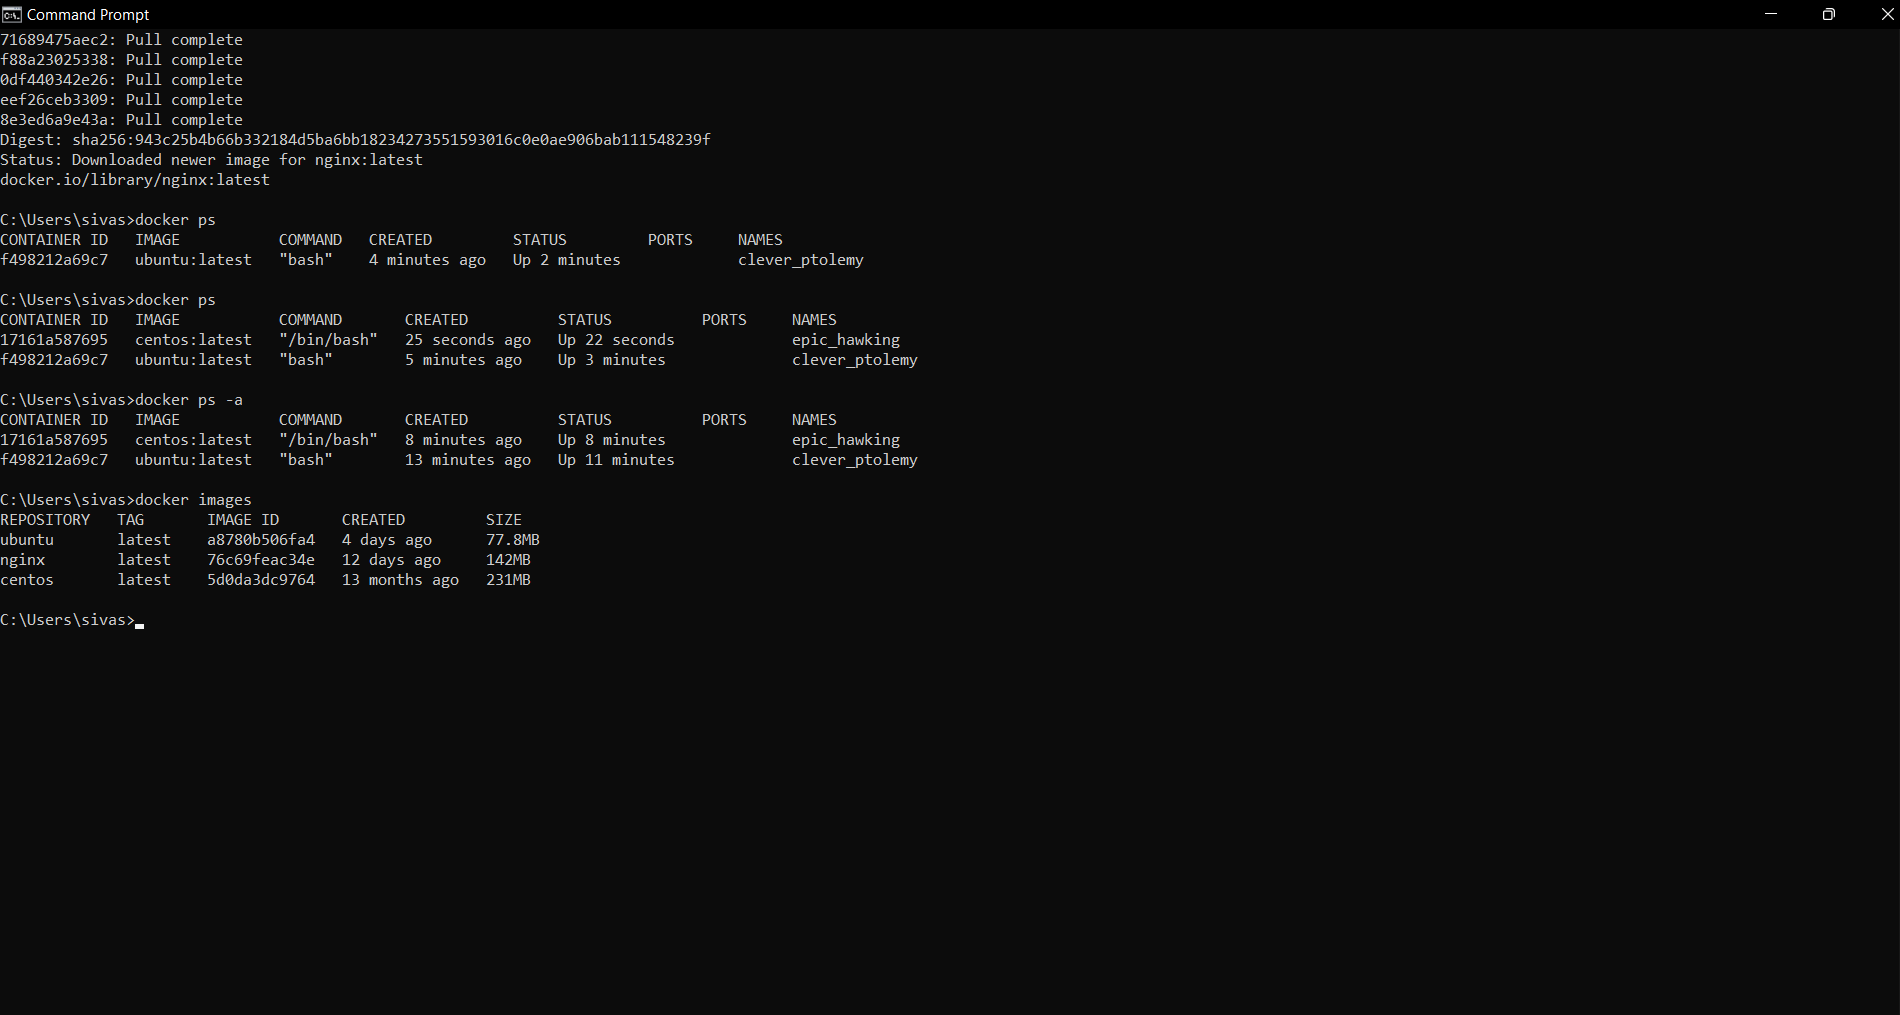 Command Prompt
71689475aec2: Pull complete
f88a23025338: Pull complete
0df440342e26: Pull complete
eef26ceb3309: Pull complete
8e3ed6a9e43a: Pull complete
Digest: sha256:943c25b4b66b332184d5ba6bb18234273551593016c0e0ae906bab111548239f
Status: Downloaded newer image for nginx:latest
docker.io/library/nginx:latest
C:\Users\sivas>docker ps
CONTAINER ID   IMAGE           COMMAND   CREATED         STATUS         PORTS     NAMES
f498212a69c7   ubuntu:latest   "bash"    4 minutes ago   Up 2 minutes             clever_ptolemy
C:\Users\sivas>docker ps
CONTAINER ID   IMAGE           COMMAND       CREATED          STATUS          PORTS     NAMES
17161a587695   centos:latest   "/bin/bash"   25 seconds ago   Up 22 seconds             epic_hawking
f498212a69c7   ubuntu:latest   "bash"        5 minutes ago    Up 3 minutes              clever_ptolemy
C:\Users\sivas>docker ps -a
CONTAINER ID   IMAGE           COMMAND       CREATED          STATUS          PORTS     NAMES
17161a587695   centos:latest   "/bin/bash"   8 minutes ago    Up 8 minutes              epic_hawking
f498212a69c7   ubuntu:latest   "bash"        13 minutes ago   Up 11 minutes             clever_ptolemy
C:\Users\sivas>docker images
REPOSITORY   TAG       IMAGE ID       CREATED         SIZE
ubuntu       latest    a8780b506fa4   4 days ago      77.8MB
nginx        latest    76c69feac34e   12 days ago     142MB
centos       latest    5d0da3dc9764   13 months ago   231MB
C:\Users\sivas>